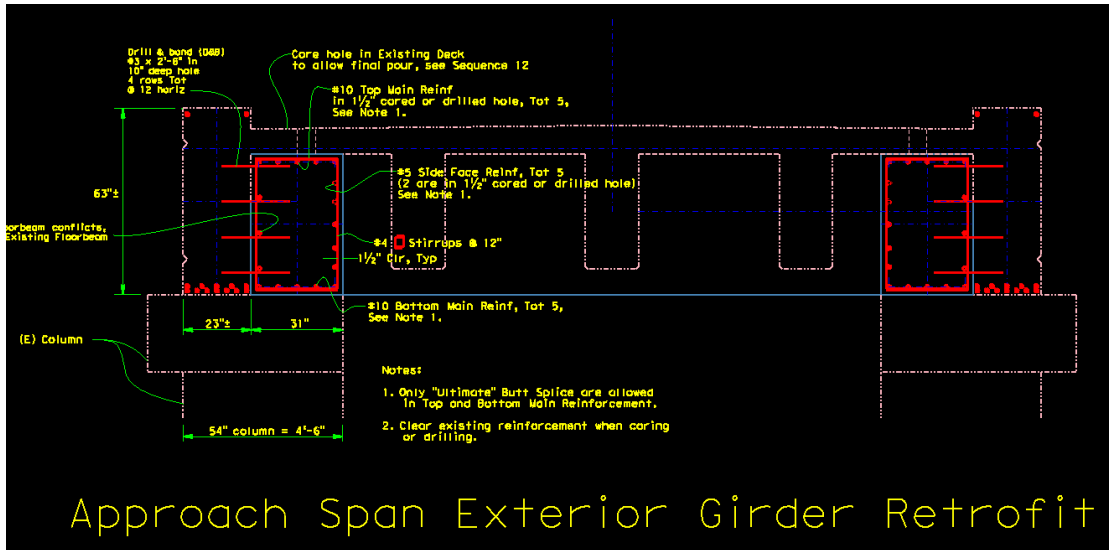 Drill & bond (D&B)
#3 x 2'-6" in
10" deep hole
4 rows Tot
@ 12 horiz
Core hole in Existing Deck
to allow final pour, see Sequence 12
#10 Top Main Reinf
in 1½" cored or drilled hole, Tot 5,
See Note 1.
#5 Side Face Reinf, Tot 5
(2 are in 1½" cored or drilled hole)
See Note 1.
63"±
conflicts,
Existing Floorbeam
#4 Stirrups @ 12"
1½" Clr, Typ
#10 Bottom Main Reinf, Tot 5,
See Note 1.
23"±
31"
(E) Column
Notes:
1. Only "Ultimate" Butt Splice are allowed
in Top and Bottom Main Reinforcement.
2. Clear existing reinforcement when coring
or drilling.
54" column = 4'-6"
Approach Span Exterior Girder Retrofit